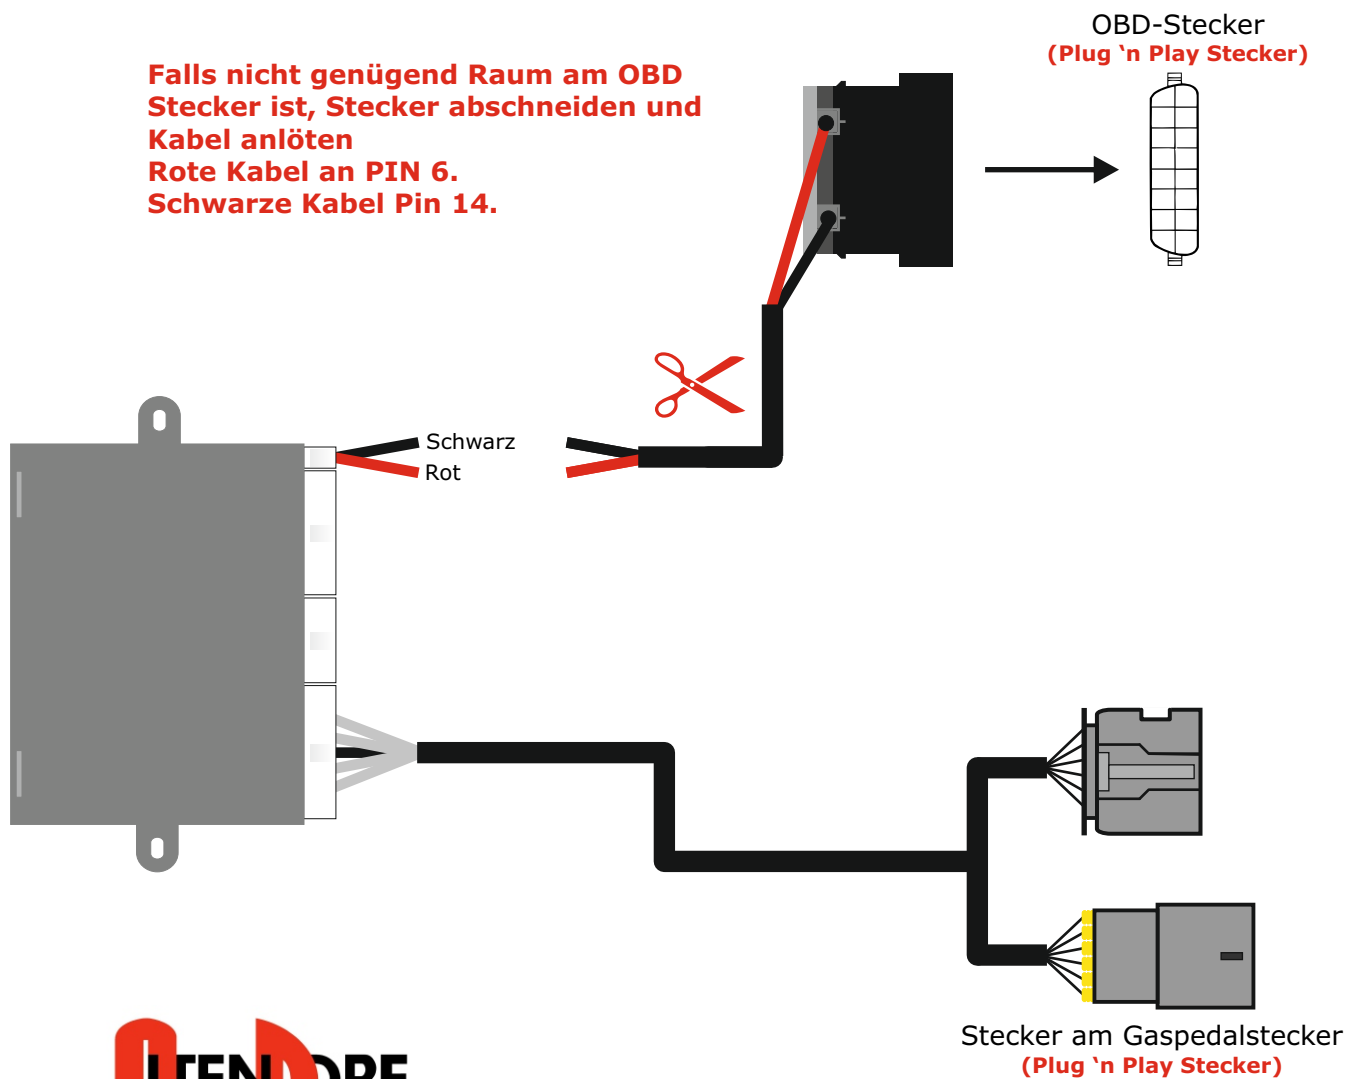 OBD-Stecker
(Plug ‘n Play Stecker)
Falls nicht genügend Raum am OBD
Stecker ist, Stecker abschneiden und
Kabel anlöten
Rote Kabel an PIN 6.
Schwarze Kabel Pin 14.
Schwarz
Rot
Stecker am Gaspedalstecker
(Plug ‘n Play Stecker)